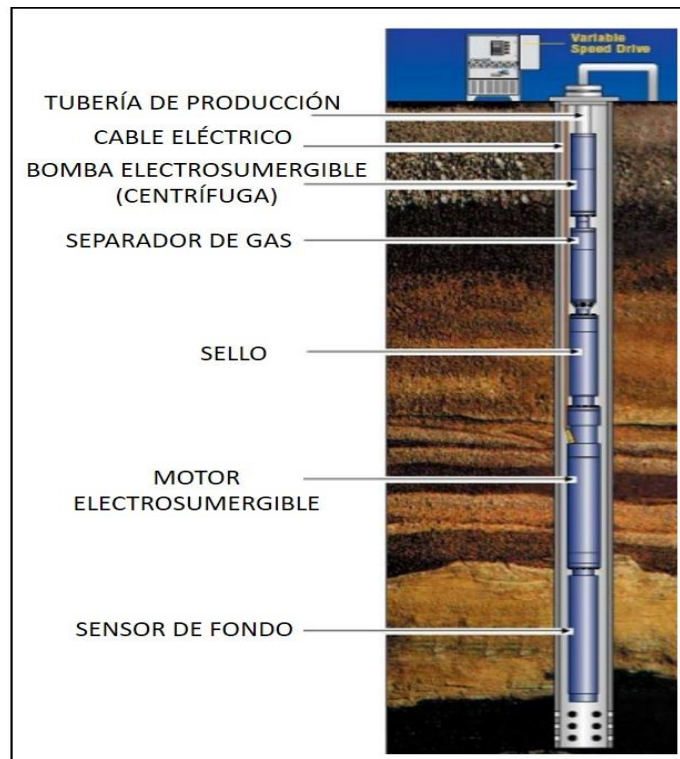 Variable
Speed Drive
TUBERÍA DE PRODUCCIÓN
CABLE ELÉCTRICO
BOMBA ELECTROSUMERGIBLE
(CENTRÍFUGA)
SEPARADOR DE GAS
SELLO
MOTOR
ELECTROSUMERGIBLE
SENSOR DE FONDO